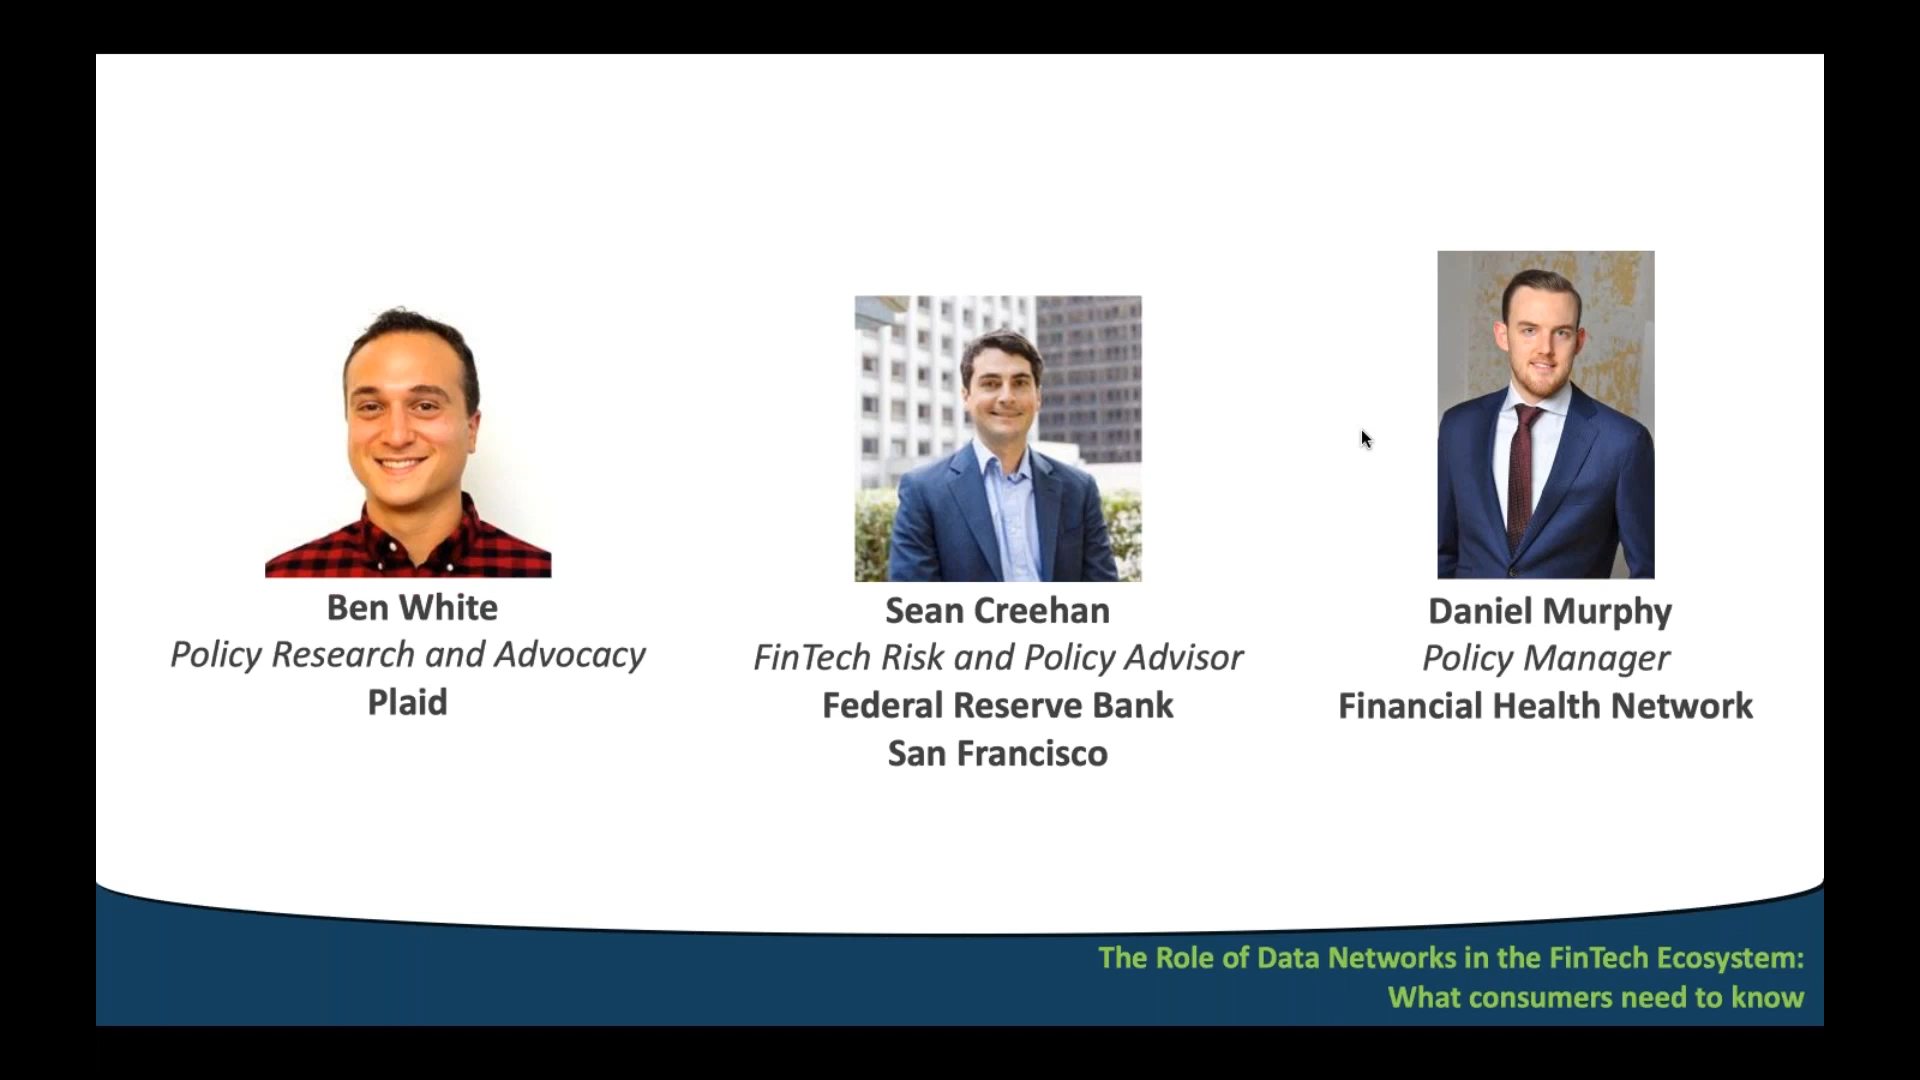 Ben White
Policy Research and Advocacy
Plaid
Sean Creehan
FinTech Risk and Policy Advisor
Federal Reserve Bank
San Francisco
Daniel Murphy
Policy Manager
Financial Health Network
The Role of Data Networks in the FinTech Ecosystem:
What consumers need to know